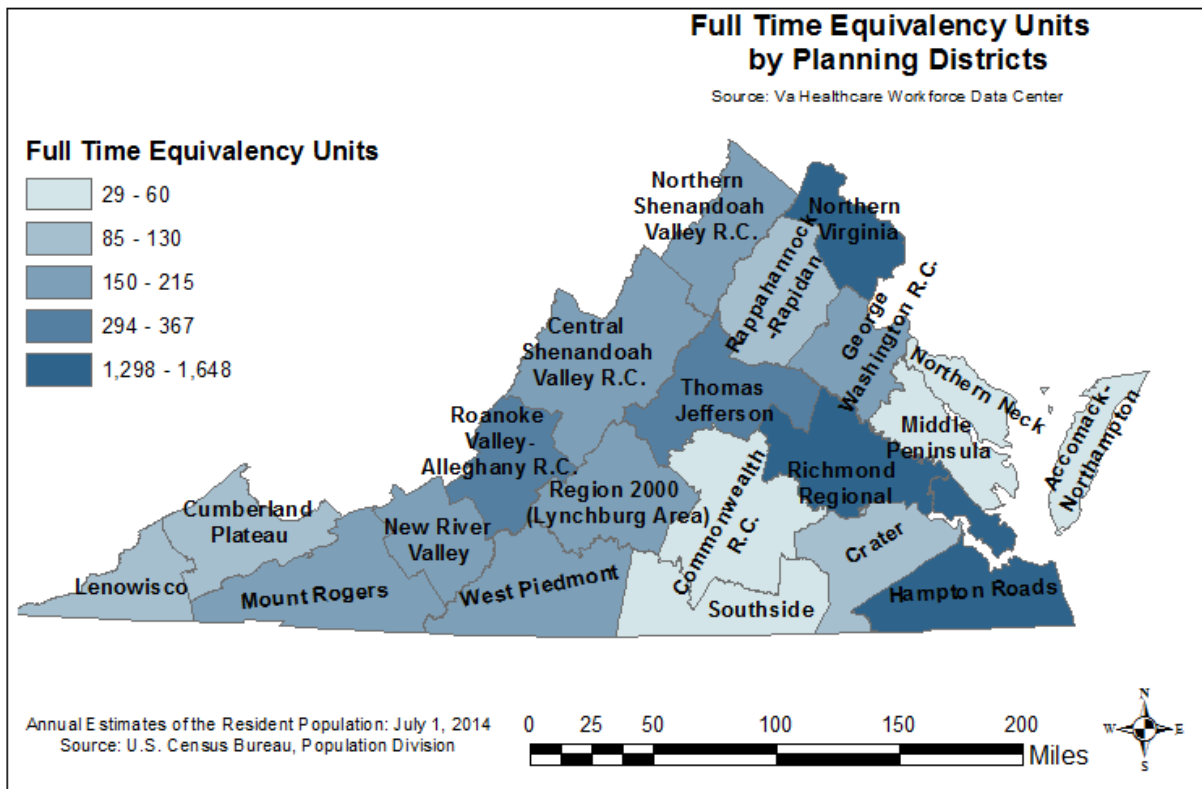 Full Time Equivalency Units
by Planning Districts
Source: Va Healthcare Workforce Data Center
Full Time Equivalency Units
29 - 60
85 - 130
150 - 215
294 - 367
1,298 - 1,648
Northern
Shenandoah
Valley R.C.
Northern
Virginia
Rappahannock
-Rapidan
George
Washington R.C.
Central
Shenandoah
Valley R.C.
Northern Neck
Thomas
Jefferson
Middle
Peninsula
Accomack-
Northampton
Roanoke
Valley-
Alleghany R.C.
Richmond
Regional
Region 2000
(Lynchburg Area)
Commonwealth
R.C.
Cumberland
Plateau
New River
Valley
Crater
Lenowisco
Mount Rogers
West Piedmont
Southside
Hampton Roads
Annual Estimates of the Resident Population: July 1, 2014
Source: U.S. Census Bureau, Population Division
0 25 50 100 150 200
Miles
N
W E
S